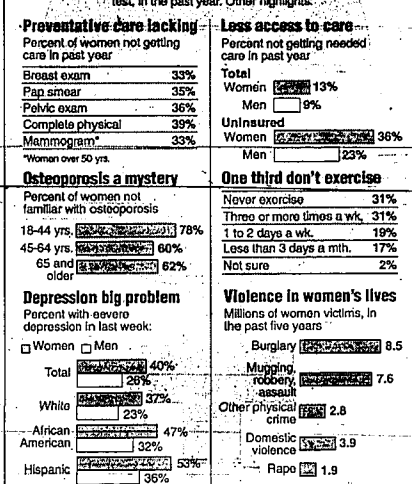 test, in the past year. Other highlights.
Preventative care lacking
Percent of women not getting
care in past year
Breast exam 33%
Pap smear 35%
Pelvic exam 36%
Complete physical 39%
Mammogram* 33%
*Women over 50 yrs.
Less access to care
Percent not getting needed
care in past year
Total
Women 13%
Men 9%
Uninsured
Women 36%
Men 23%
Osteoporosis a mystery
Percent of women not
familiar with osteoporosis
18-44 yrs. 78%
45-64 yrs. 60%
65 and
older 62%
One third don't exercise
Never exercise 31%
Three or more times a wk. 31%
1 to 2 days a wk. 19%
Less than 3 days a mth. 17%
Not sure 2%
Depression big problem
Percent with severe
depression in last week:
Women Men
Total 40%
26%
White 37%
23%
African
American 47%
32%
Hispanic 53%
36%
Violence in women's lives
Millions of women victims, in
the past five years
Burglary 8.5
Mugging,
robbery,
assault 7.6
Other physical
crime 2.8
Domestic
violence 3.9
Rape 1.9